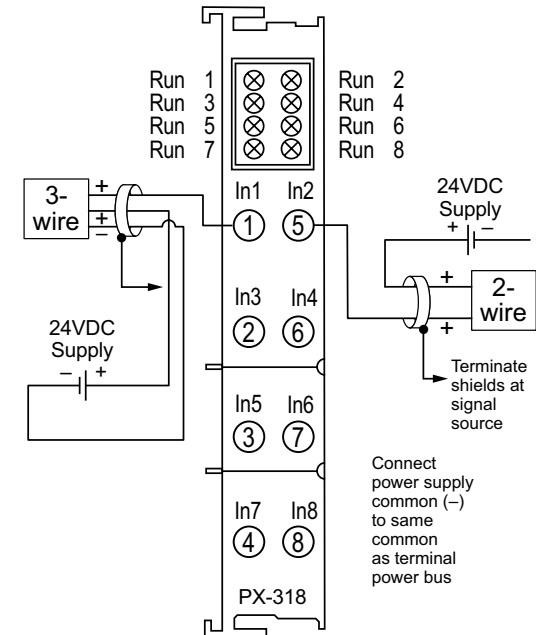 Run 1
Run 2
Run 3
Run 4
Run 5
Run 6
Run 7
Run 8
3-
wire
+
+
–
24VDC
Supply
– +
In1 In2
1 5
In3 In4
2 6
In5 In6
3 7
In7 In8
4 8
PX-318
24VDC
Supply
+ –
+
+
2-
wire
Terminate
shields at
signal
source
Connect
power supply
common (–)
to same
common
as terminal
power bus